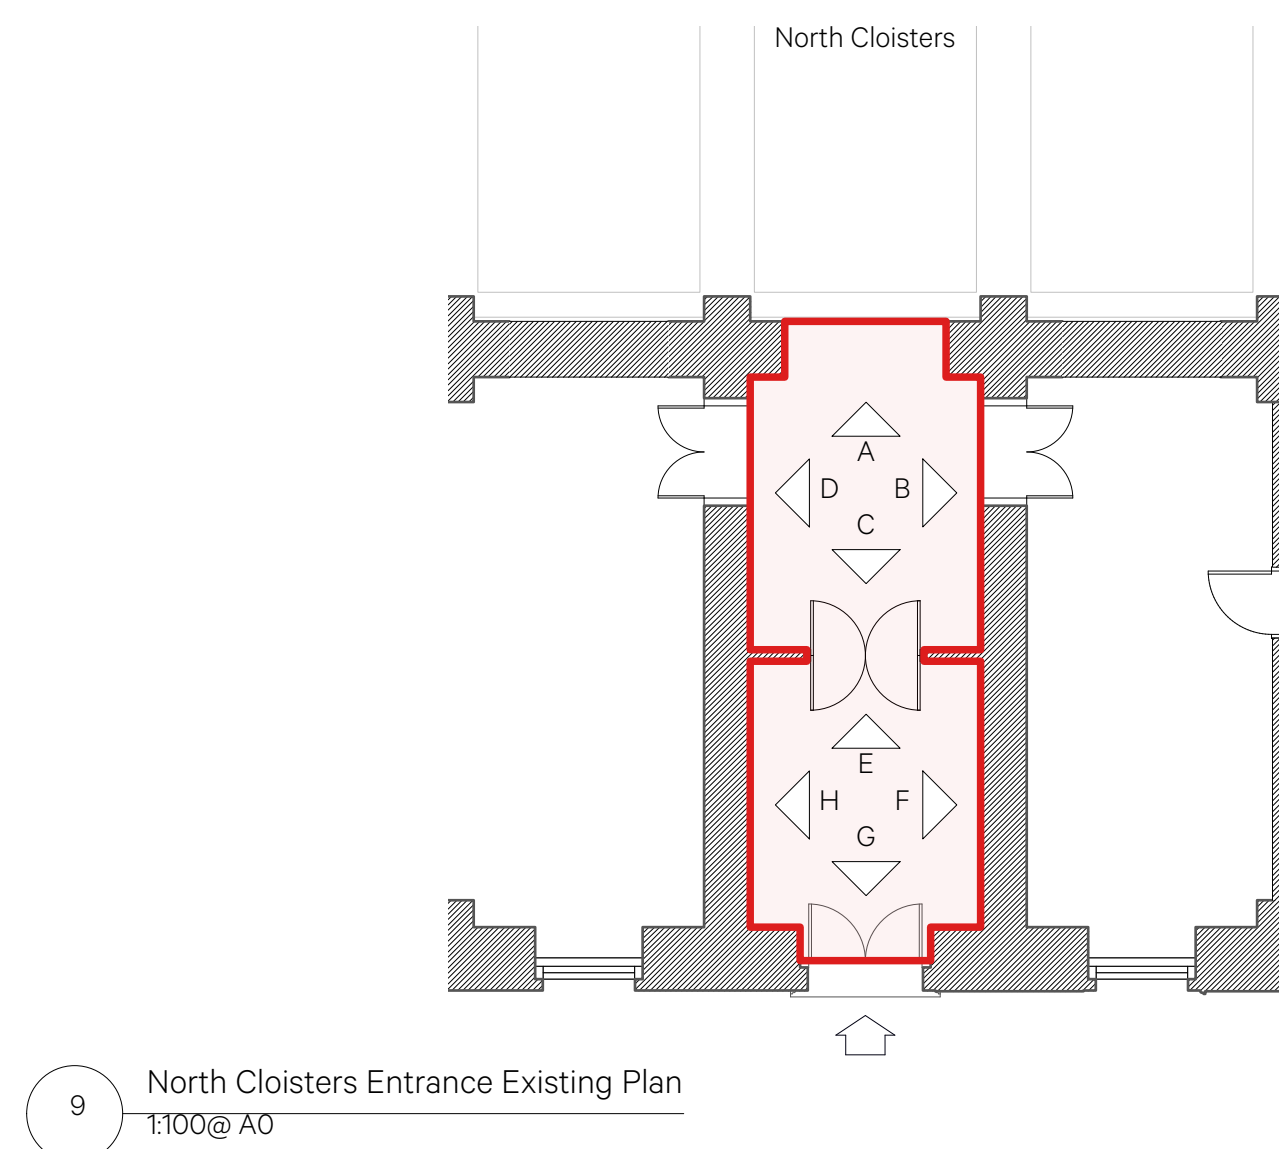 North Cloisters
A
D B
C
E
H F
G
North Cloisters Entrance Existing Plan
9
1:100@ A0